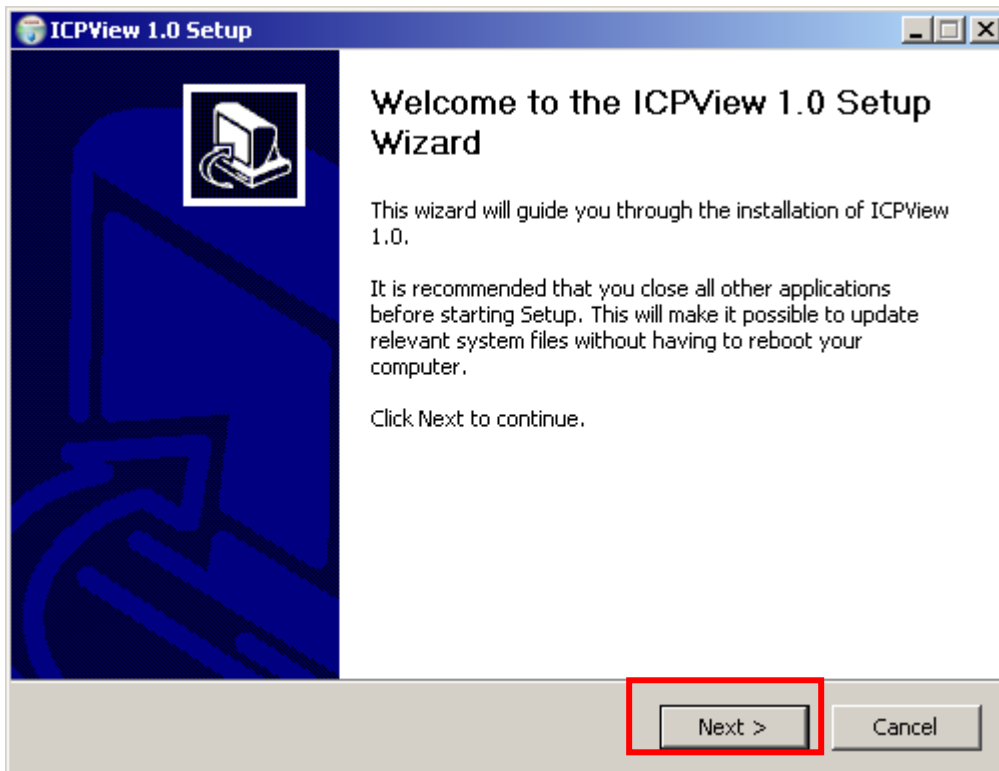 ICPView 1.0 Setup
Welcome to the ICPView 1.0 Setup
Wizard
This wizard will guide you through the installation of ICPView
1.0.
It is recommended that you close all other applications
before starting Setup. This will make it possible to update
relevant system files without having to reboot your
computer.
Click Next to continue.
Next >
Cancel